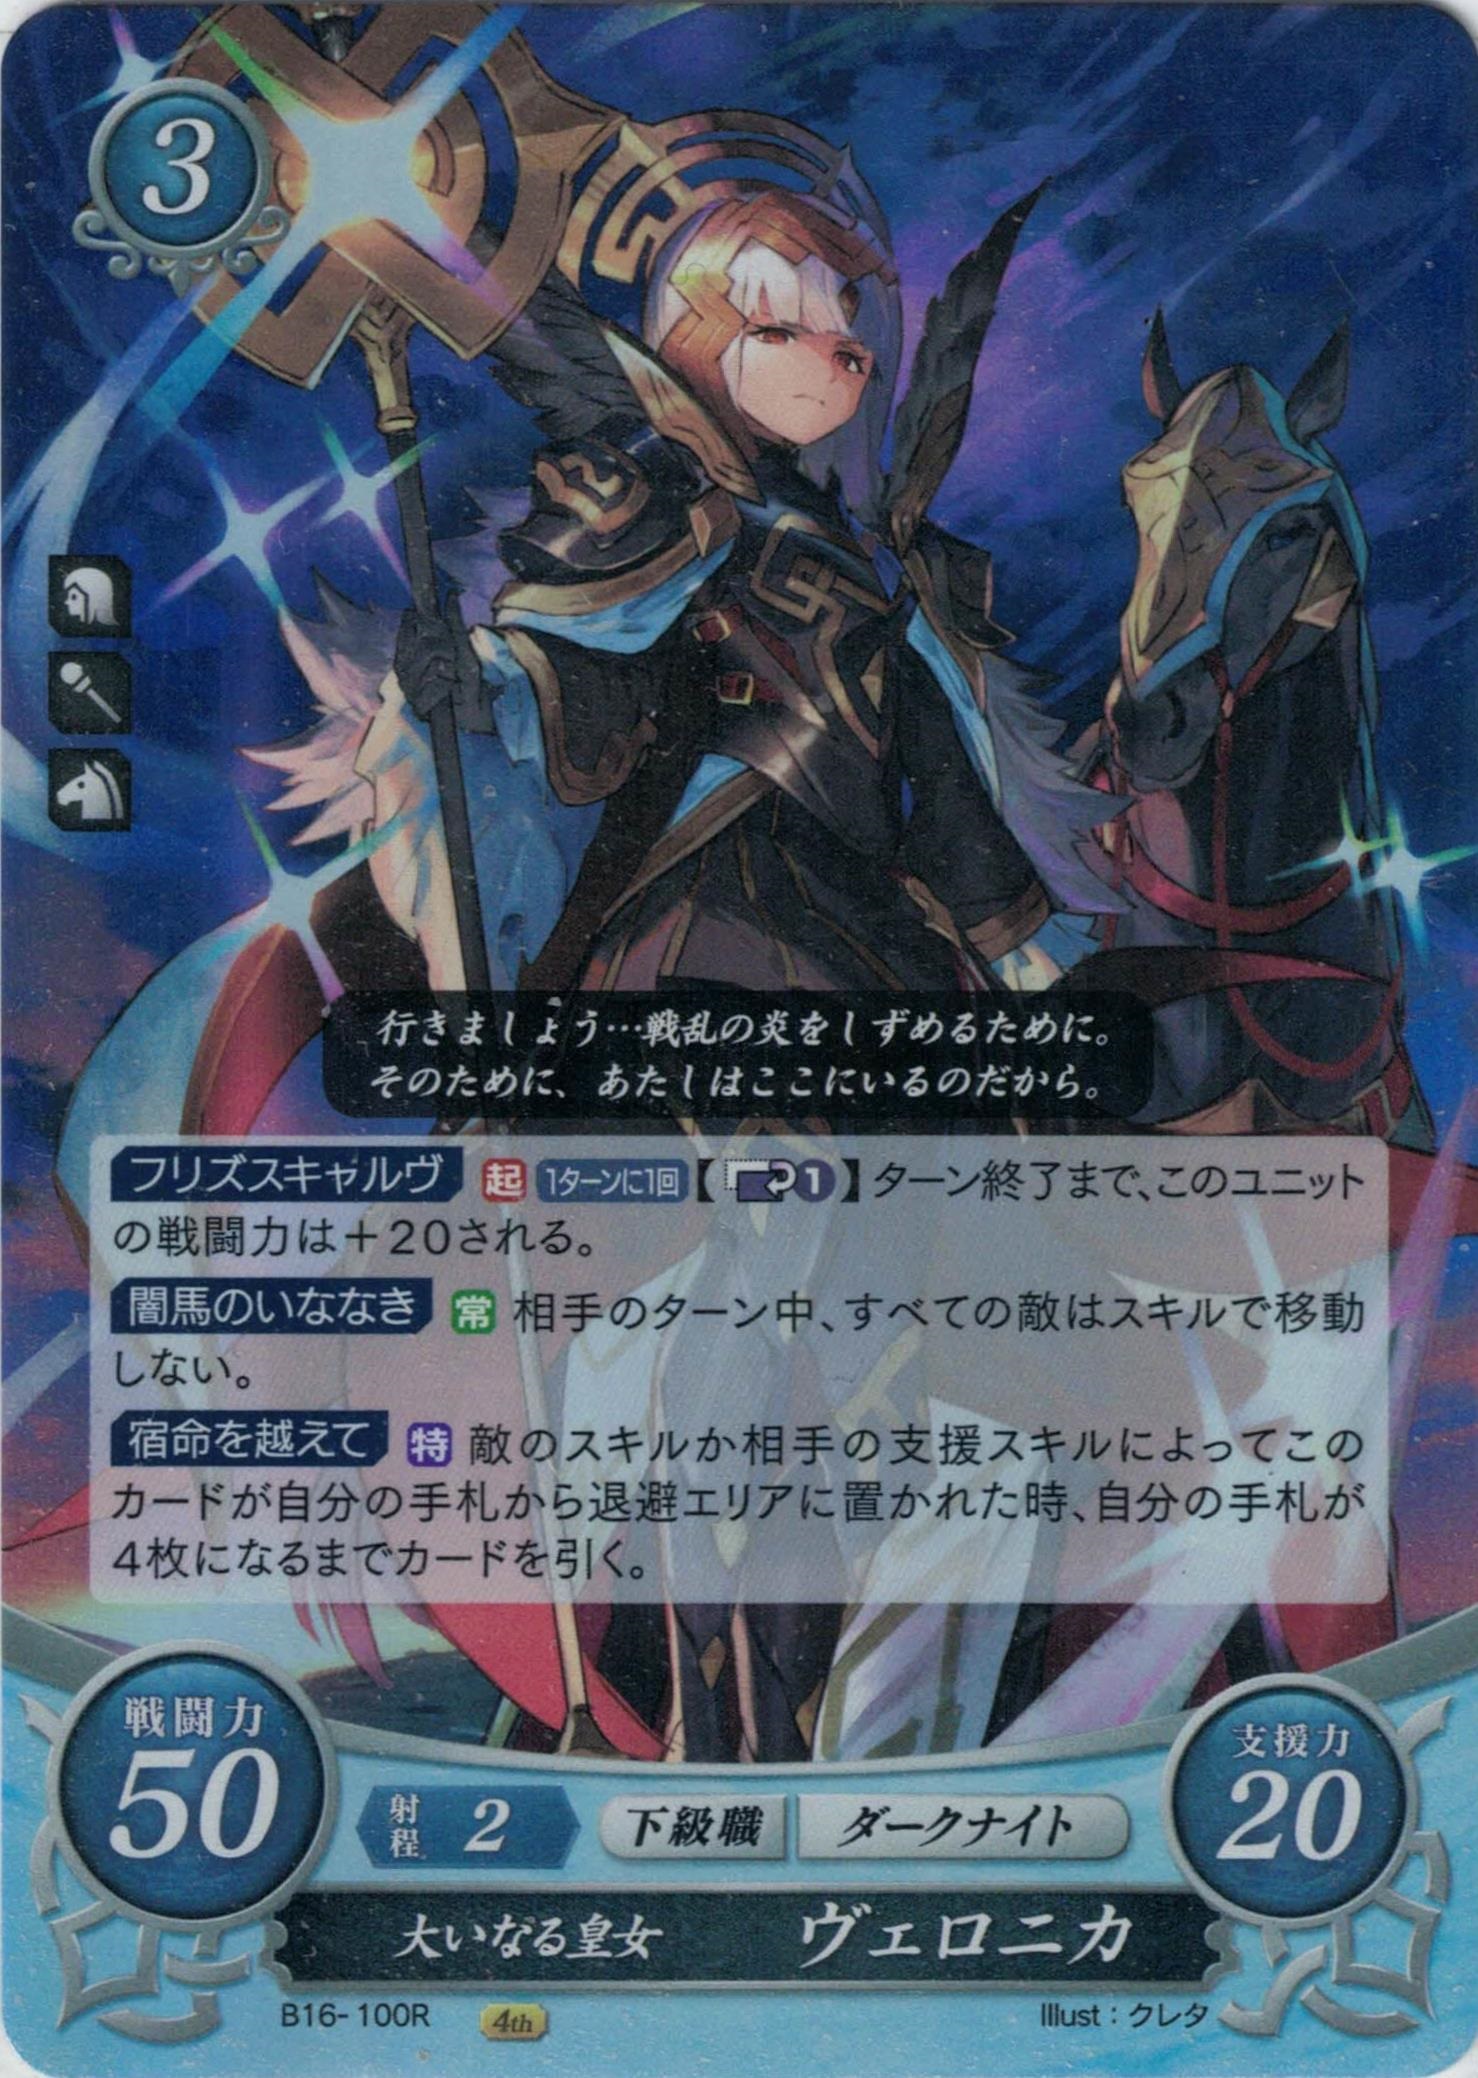 3
行きましょう…戦乱の炎をしずめるために。
そのために、あたしはここにいるのだから。
フリズスキャルヴ 起 1ターンに1回 【1】ターン終了まで、このユニット
の戦闘力は＋20される。
闇馬のいななき 常 相手のターン中、すべての敵はスキルで移動
しない。
宿命を越えて 特 敵のスキルか相手の支援スキルによってこの
カードが自分の手札から退避エリアに置かれた時、自分の手札が
4枚になるまでカードを引く。
戦闘力
50
射程 2
下級職 ダークナイト
支援力
20
大いなる皇女 ヴェロニカ
B16-100R 4th Illust：クレタ